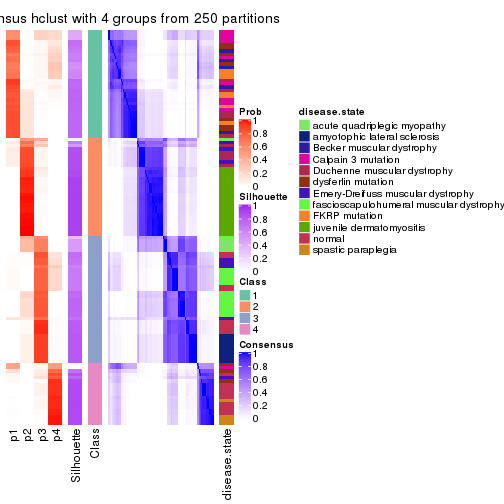 nsus hclust with 4 groups from 250 partitions
Prob
1
0.8
0.6
0.4
0.2
0
Silhouette
1
0.8
0.6
0.4
0.2
0
Class
1
2
3
4
Consensus
1
0.8
0.6
0.4
0.2
0
disease.state
acute quadriplegic myopathy
amyotophic lateral sclerosis
Becker muscular dystrophy
Calpain 3 mutation
Duchenne muscular dystrophy
dysferlin mutation
Emery-Dreifuss muscular dystrophy
fascioscapulohumeral muscular dystrophy
FKRP mutation
juvenile dermatomyositis
normal
spastic paraplegia
p1
p2
p3
p4
Silhouette
Class
disease.state